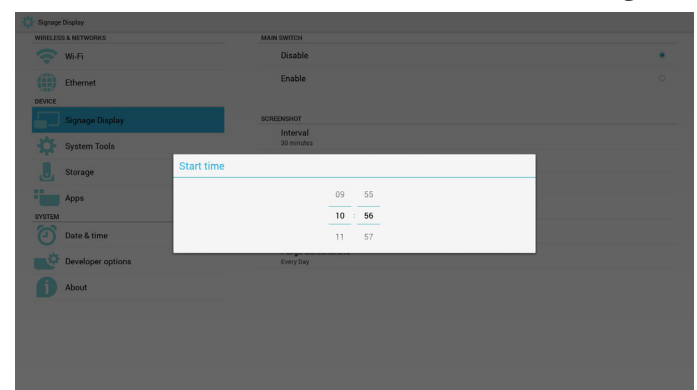 Signage Display
WIRELESS & NETWORKS
Wi-Fi
Ethernet
DEVICE
Signage Display
System Tools
Storage
Apps
SYSTEM
Date & time
Developer options
About
MAIN SWITCH
Disable
Enable
SCREENSHOT
Interval
30 minutes
Start time
09 55
10 : 56
11 57
Every Day